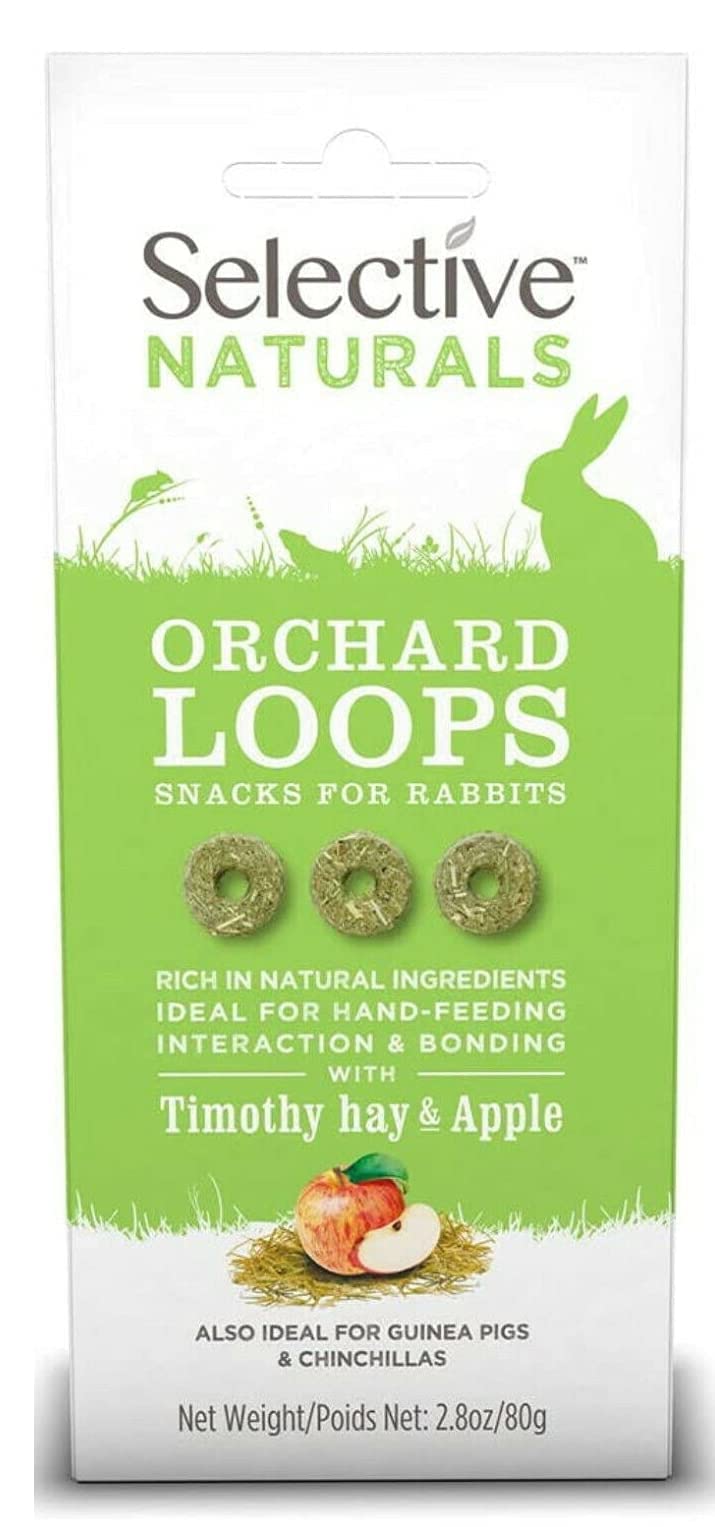 Selective™
NATURALS
ORCHARD
LOOPS
SNACKS FOR RABBITS
RICH IN NATURAL INGREDIENTS
IDEAL FOR HAND-FEEDING
INTERACTION & BONDING
WITH
Timothy hay & Apple
ALSO IDEAL FOR GUINEA PIGS
& CHINCHILLAS
Net Weight/Poids Net: 2.8oz/80g